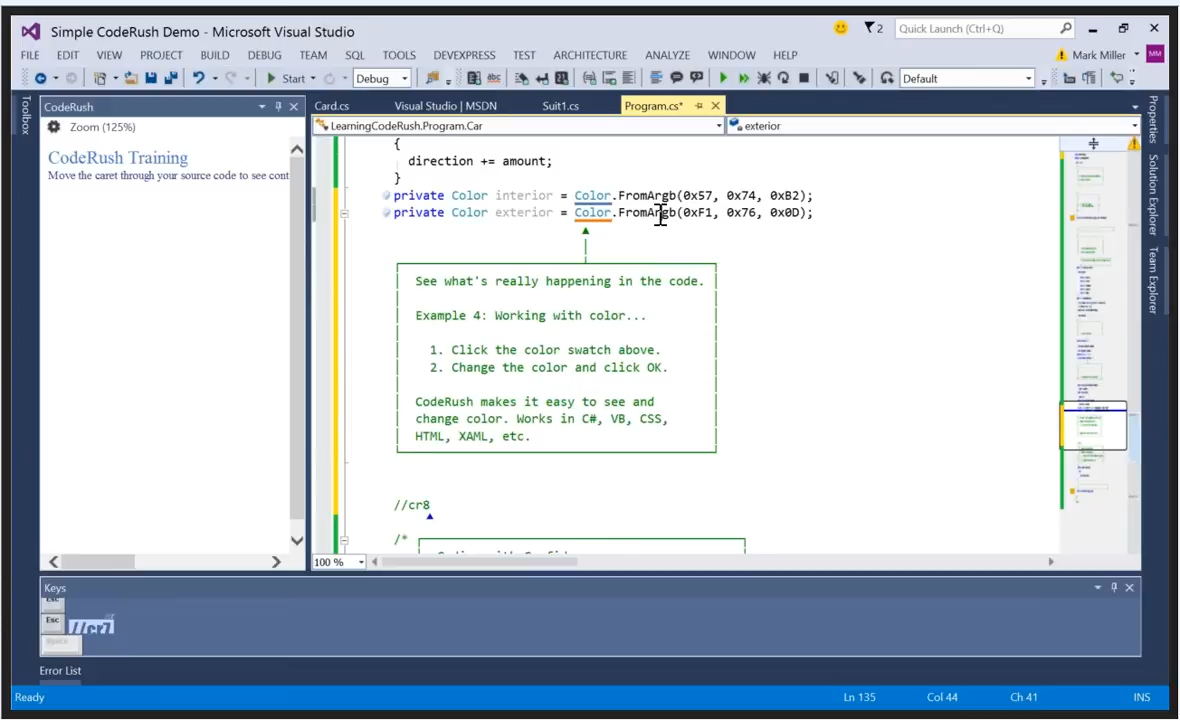 Simple CodeRush Demo - Microsoft Visual Studio
2
Quick Launch (Ctrl+Q)
FILE EDIT VIEW PROJECT BUILD DEBUG TEAM SQL TOOLS DEVEXPRESS TEST ARCHITECTURE ANALYZE WINDOW HELP
Mark Miller
MM
Start
Debug
abc
Default
Toolbox
CodeRush
Zoom (125%)
CodeRush Training
Move the caret through your source code to see cont
Card.cs
Visual Studio | MSDN
Suit1.cs
Program.cs*
LearningCodeRush.Program.Car
exterior
{
direction += amount;
}
private Color interior = Color.FromArgb(0x57, 0x74, 0xB2);
private Color exterior = Color.FromArgb(0xF1, 0x76, 0x0D);
See what's really happening in the code.
Example 4: Working with color...
1. Click the color swatch above.
2. Change the color and click OK.
CodeRush makes it easy to see and
change color. Works in C#, VB, CSS,
HTML, XAML, etc.
//cr8
/*
100 %
Properties
Solution Explorer
Team Explorer
Keys
Esc
Esc
//cr7
Error List
Ready
Ln 135
Col 44
Ch 41
INS